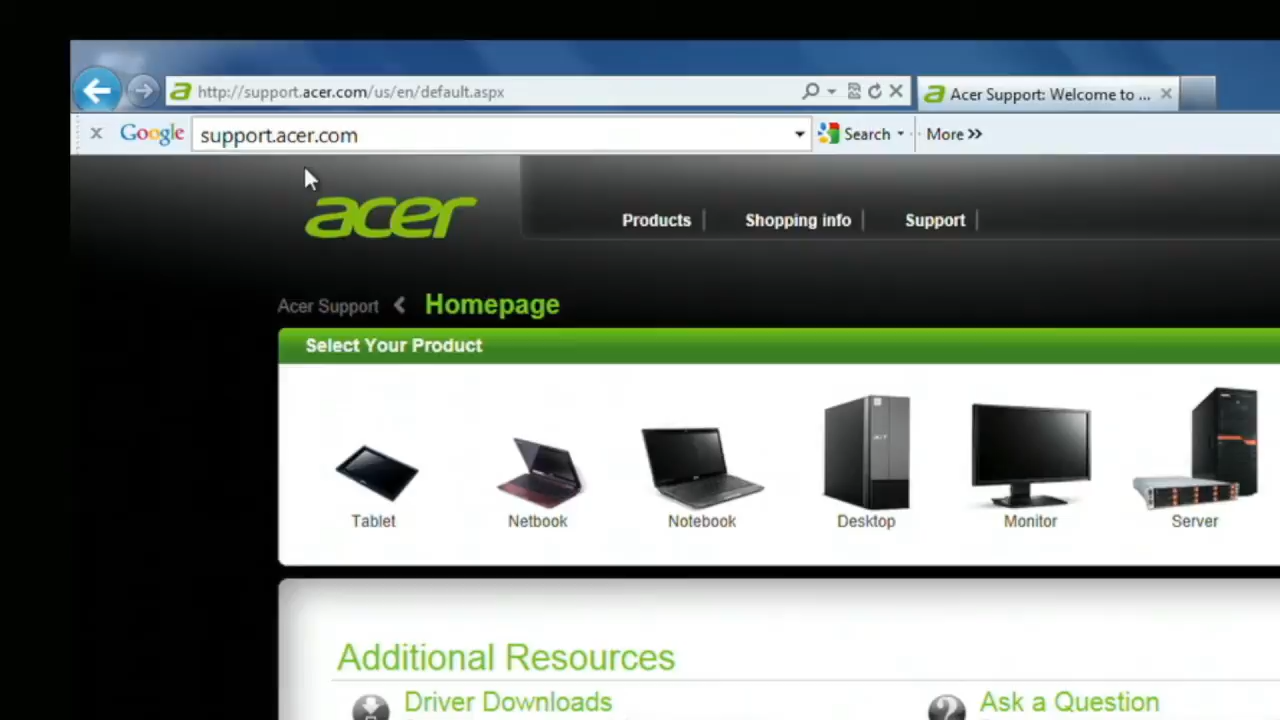 http://support.acer.com/us/en/default.aspx
Acer Support: Welcome to ...
Google
support.acer.com
Search
More »
acer
Products
Shopping info
Support
Acer Support
Homepage
Select Your Product
Tablet
Netbook
Notebook
Desktop
Monitor
Server
Additional Resources
Driver Downloads
Ask a Question